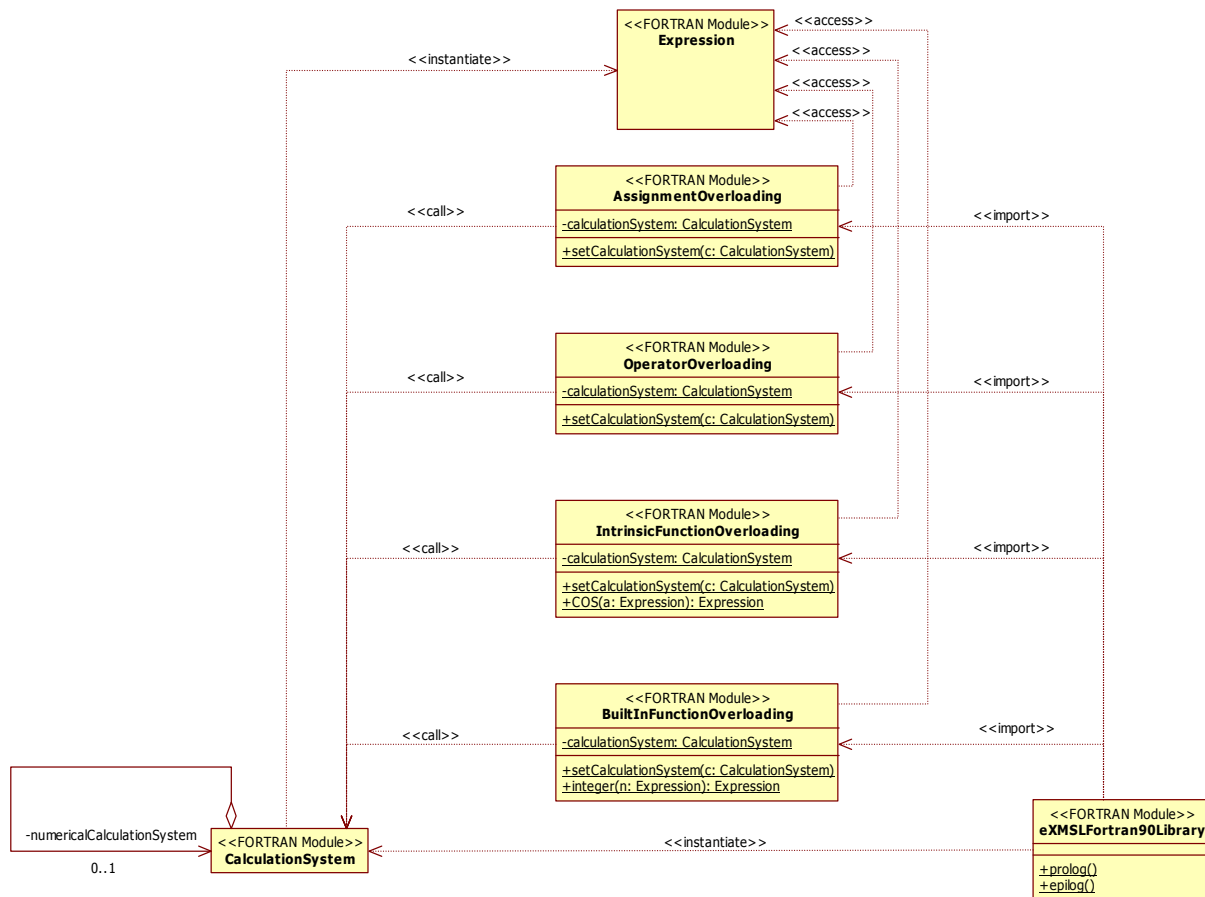 <<FORTRAN Module>>
Expression
<<access>>
<<access>>
<<access>>
<<access>>
<<instantiate>>
<<FORTRAN Module>>
AssignmentOverloading
-calculationSystem: CalculationSystem
+setCalculationSystem(c: CalculationSystem)
<<call>>
<<import>>
<<FORTRAN Module>>
OperatorOverloading
-calculationSystem: CalculationSystem
+setCalculationSystem(c: CalculationSystem)
<<call>>
<<import>>
<<FORTRAN Module>>
IntrinsicFunctionOverloading
-calculationSystem: CalculationSystem
+setCalculationSystem(c: CalculationSystem)
+COS(a: Expression): Expression
<<call>>
<<import>>
<<FORTRAN Module>>
BuiltInFunctionOverloading
-calculationSystem: CalculationSystem
+setCalculationSystem(c: CalculationSystem)
+integer(n: Expression): Expression
<<call>>
<<import>>
-numericalCalculationSystem
0..1
<<FORTRAN Module>>
CalculationSystem
<<instantiate>>
<<FORTRAN Module>>
eXMSLFortran90Library
+prolog()
+epilog()